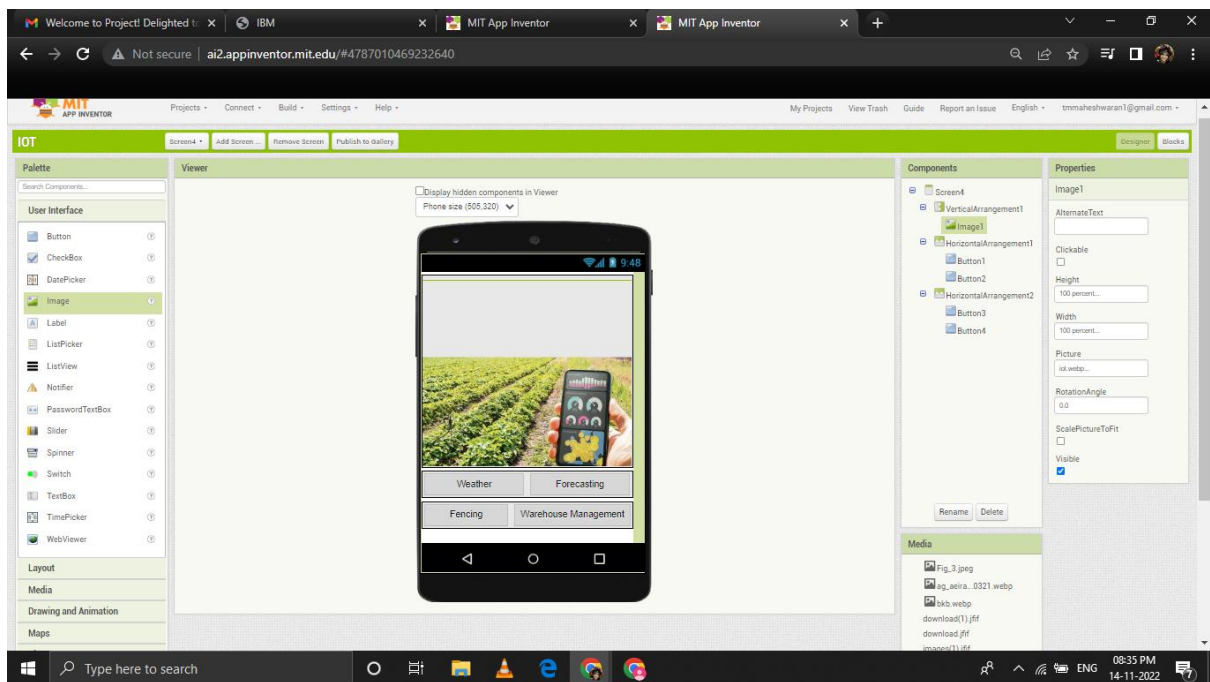 Welcome to Project! Delighted to
IBM
MIT App Inventor
MIT App Inventor
Not secure | ai2.appinventor.mit.edu/#4787010469232640
MIT
APP INVENTOR
Projects Connect Build Settings Help
My Projects View Trash Guide Report an Issue English tmmaheshwaran1@gmail.com
IOT
Screen4 Add Screen ... Remove Screen Publish to Gallery
Designer Blocks
Palette
Search Components...
User Interface
Button
CheckBox
DatePicker
Image
Label
ListPicker
ListView
Notifier
PasswordTextBox
Slider
Spinner
Switch
TextBox
TimePicker
WebViewer
Layout
Media
Drawing and Animation
Maps
Viewer
Display hidden components in Viewer
Phone size (505,320)
9:48
Weather Forecasting
Fencing Warehouse Management
Components
Screen4
VerticalArrangement1
Image1
HorizontalArrangement1
Button1
Button2
HorizontalArrangement2
Button3
Button4
Rename Delete
Media
Fig_3.jpeg
ag_aeira...0321.webp
bkb.webp
download(1).jfif
download.jfif
images(1).jfif
Properties
Image1
AlternateText
Clickable
Height
100 percent...
Width
100 percent...
Picture
iot.webp...
RotationAngle
0.0
ScalePictureToFit
Visible
Type here to search
ENG
08:35 PM
14-11-2022